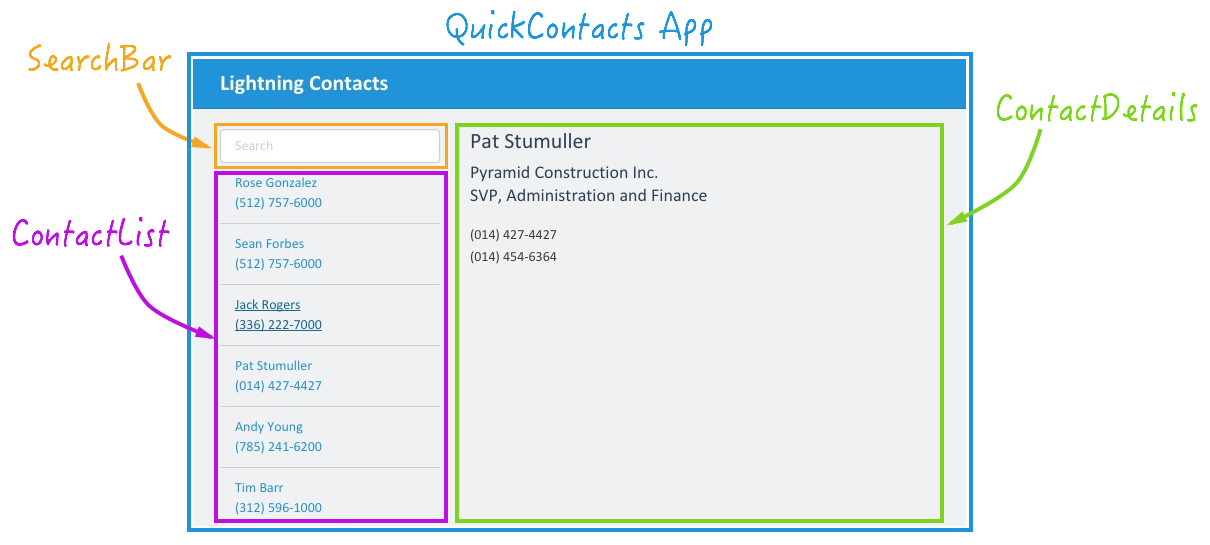 QuickContacts App
SearchBar
Lightning Contacts
ContactDetails
Search
Pat Stumuller
Pyramid Construction Inc.
SVP, Administration and Finance
(014) 427-4427
(014) 454-6364
ContactList
Rose Gonzalez
(512) 757-6000
Sean Forbes
(512) 757-6000
Jack Rogers
(336) 222-7000
Pat Stumuller
(014) 427-4427
Andy Young
(785) 241-6200
Tim Barr
(312) 596-1000